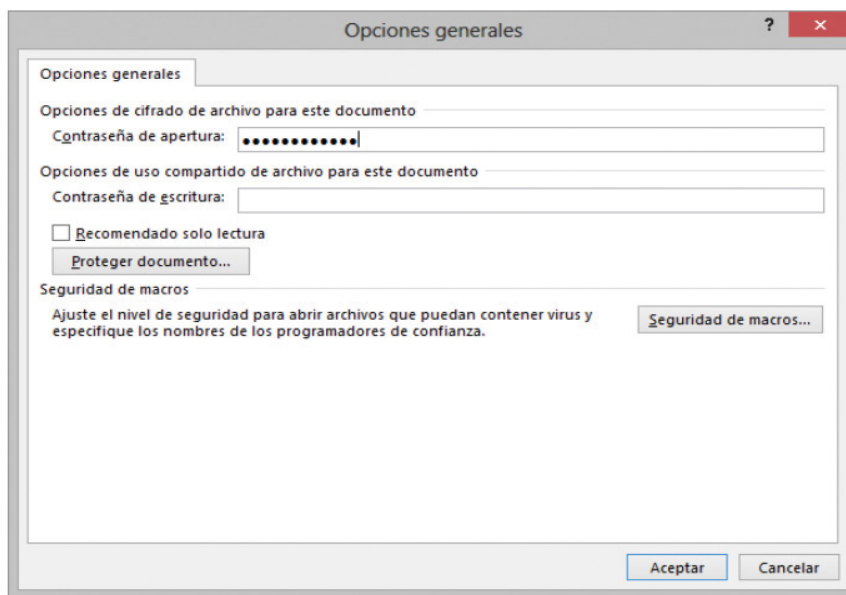 Opciones generales
?
Opciones generales
Opciones de cifrado de archivo para este documento
Contraseña de apertura: ●●●●●●●●●●●●
Opciones de uso compartido de archivo para este documento
Contraseña de escritura:
Recomendado solo lectura
Proteger documento...
Seguridad de macros
Ajuste el nivel de seguridad para abrir archivos que puedan contener virus y
especifique los nombres de los programadores de confianza.
Seguridad de macros...
Aceptar
Cancelar